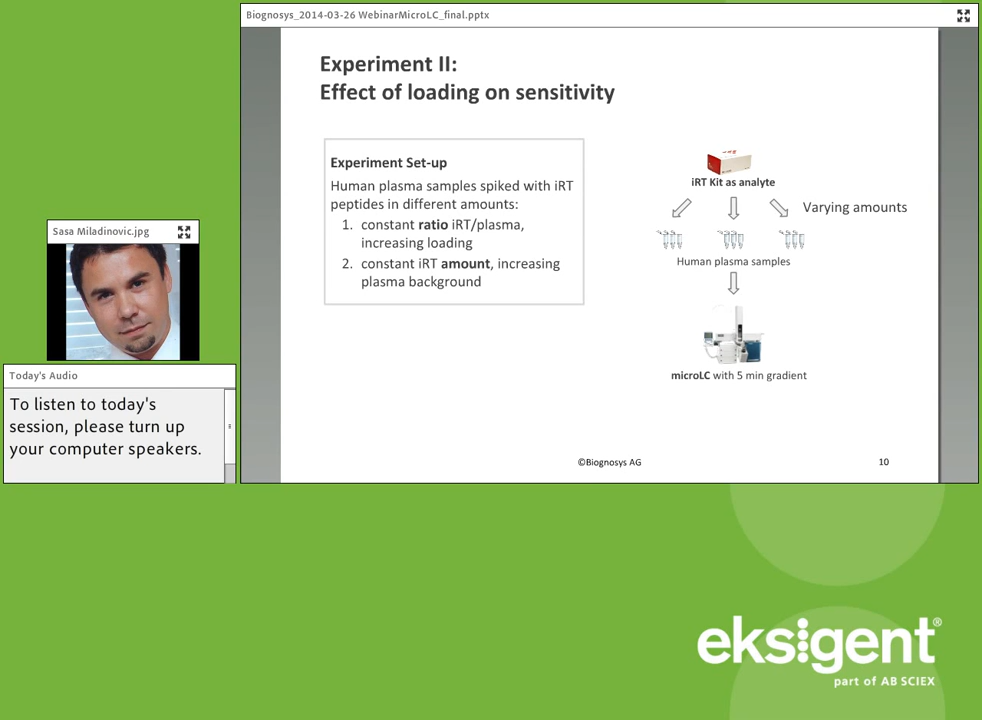 Biognosys_2014-03-26 WebinarMicroLC_final.pptx
Experiment II:
Effect of loading on sensitivity
Experiment Set-up
Human plasma samples spiked with iRT
peptides in different amounts:
1. constant ratio iRT/plasma,
increasing loading
2. constant iRT amount, increasing
plasma background
iRT Kit as analyte
Varying amounts
Human plasma samples
microLC with 5 min gradient
©Biognosys AG
10
Sasa Miladinovic.jpg
Today's Audio
To listen to today's
session, please turn up
your computer speakers.
eksigent®
part of AB SCIEX